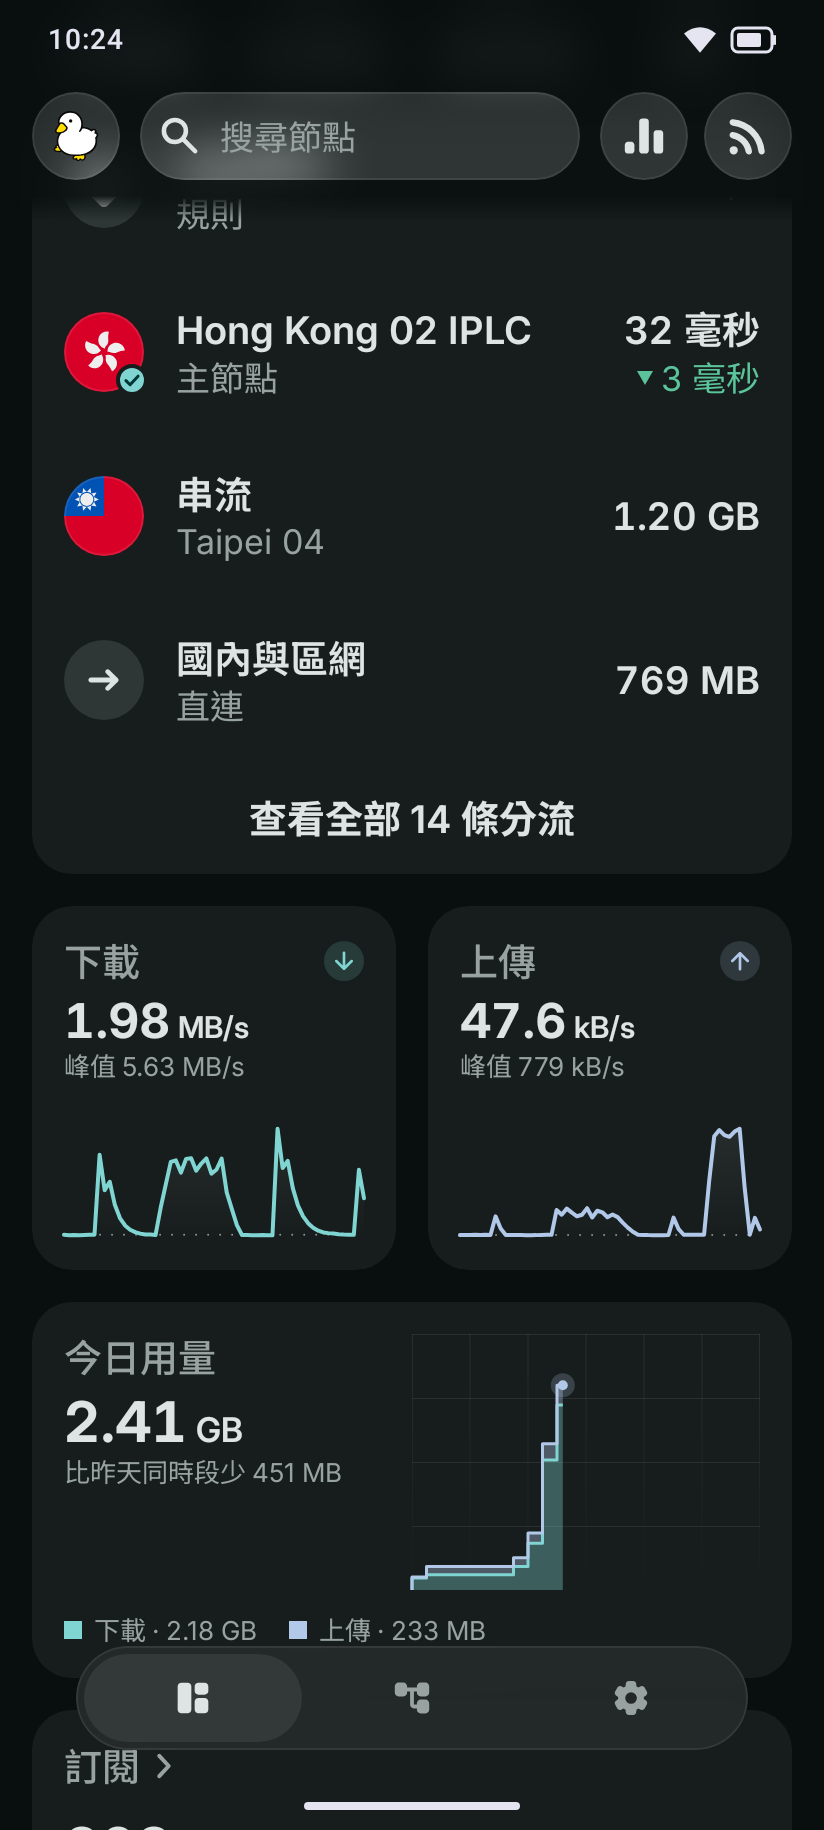 10:24
搜尋節點
規則
Hong Kong 02 IPLC
32 毫秒
主節點
▼3 毫秒
串流
Taipei 04
1.20 GB
國內與區網
直連
769 MB
查看全部 14 條分流
下載
1.98 MB/s
峰值 5.63 MB/s
上傳
47.6 kB/s
峰值 779 kB/s
今日用量
2.41 GB
比昨天同時段少 451 MB
下載 · 2.18 GB
上傳 · 233 MB
訂閱